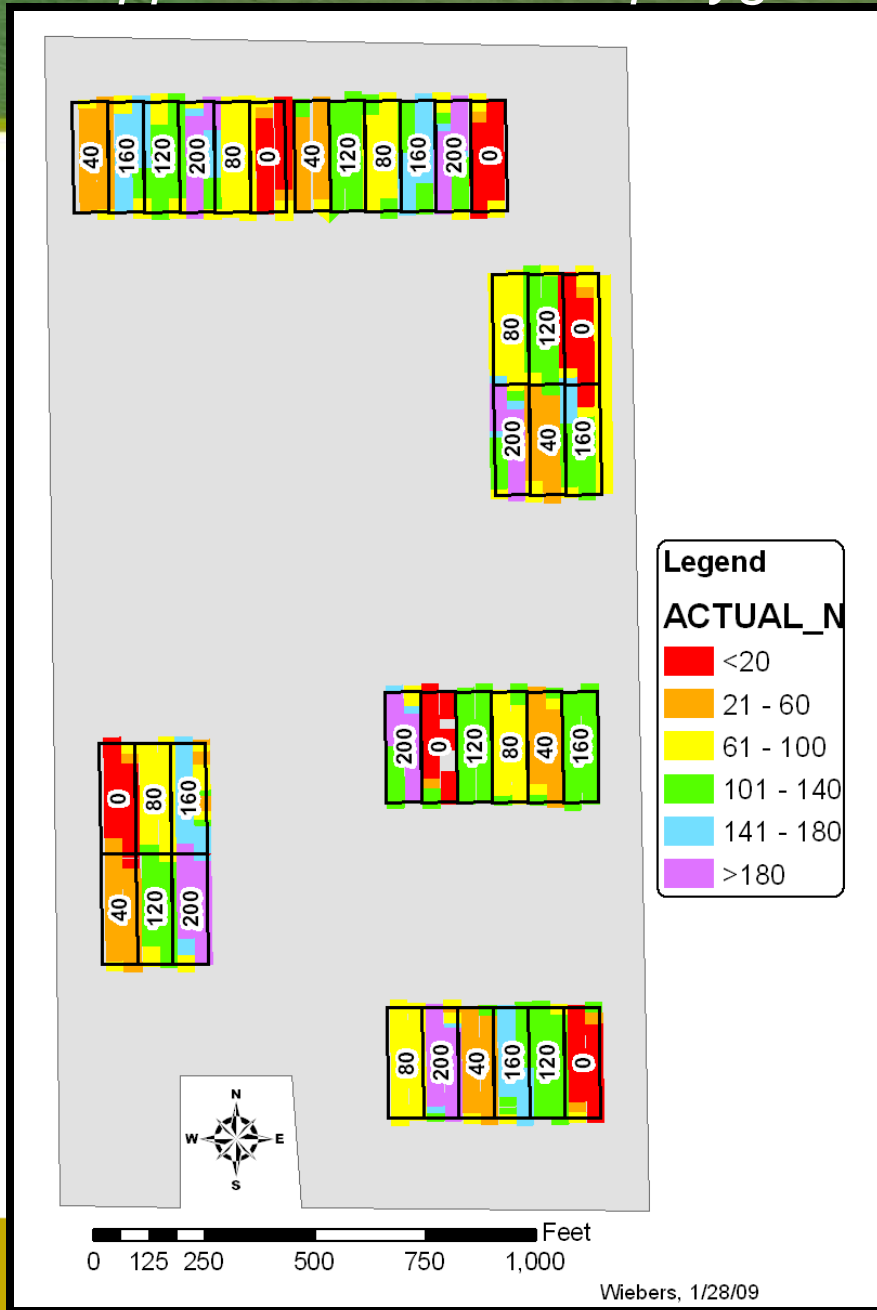 40 160 120 200 80 0 40 120 80 160 200 0
80 120 0
200 40 160
Legend
ACTUAL_N
<20
21 - 60
61 - 100
101 - 140
141 - 180
>180
200 0 120 80 40 160
0 80 160
40 120 200
80 200 40 160 120 0
N
W E
S
Feet
0 125 250 500 750 1,000
Wiebers, 1/28/09